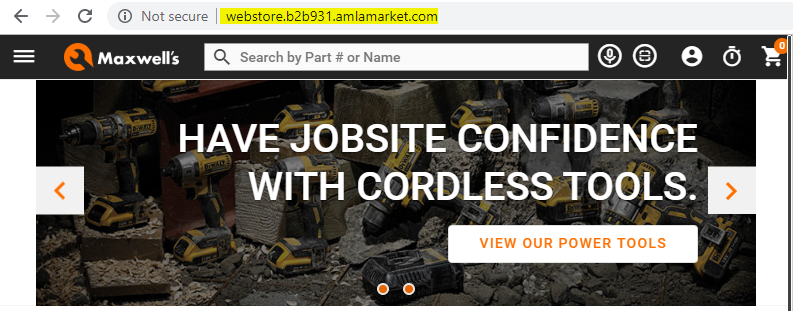 Not secure | webstore.b2b931.amlamarket.com
Maxwell's
Search by Part # or Name
0
HAVE JOBSITE CONFIDENCE
WITH CORDLESS TOOLS.
VIEW OUR POWER TOOLS